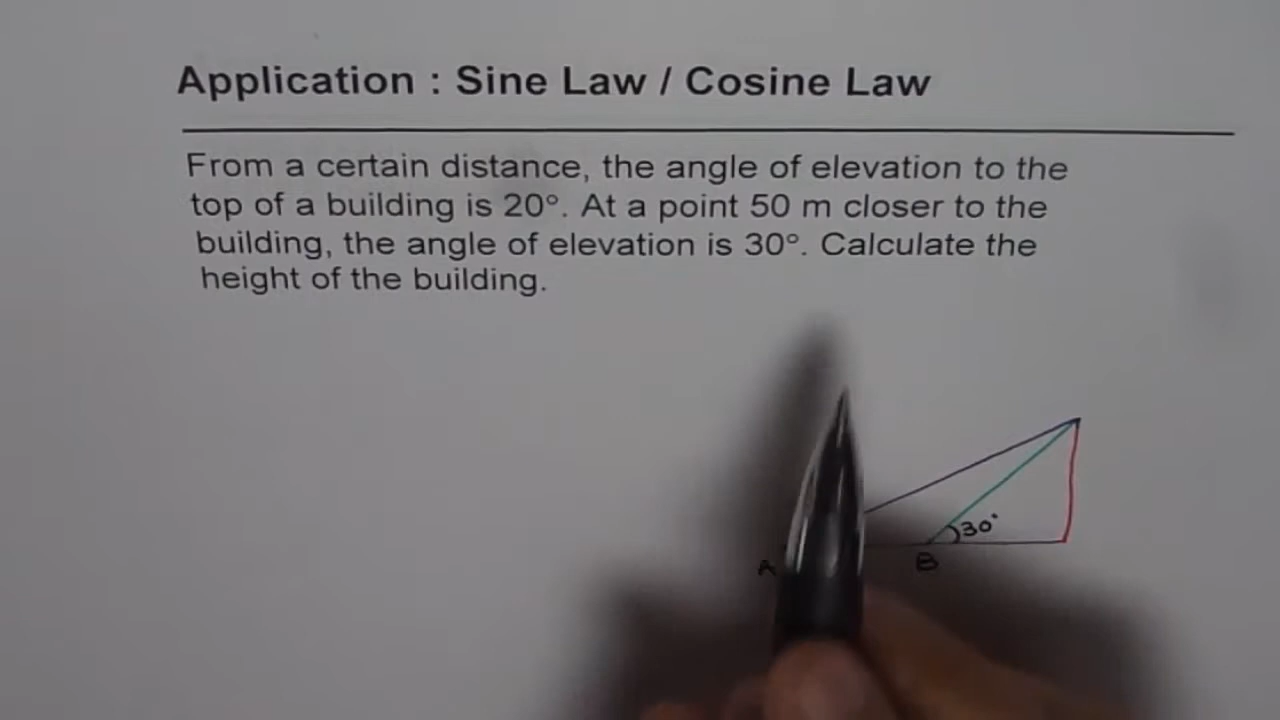 Application : Sine Law / Cosine Law
From a certain distance, the angle of elevation to the
top of a building is 20°. At a point 50 m closer to the
building, the angle of elevation is 30°. Calculate the
height of the building.
30°
A B